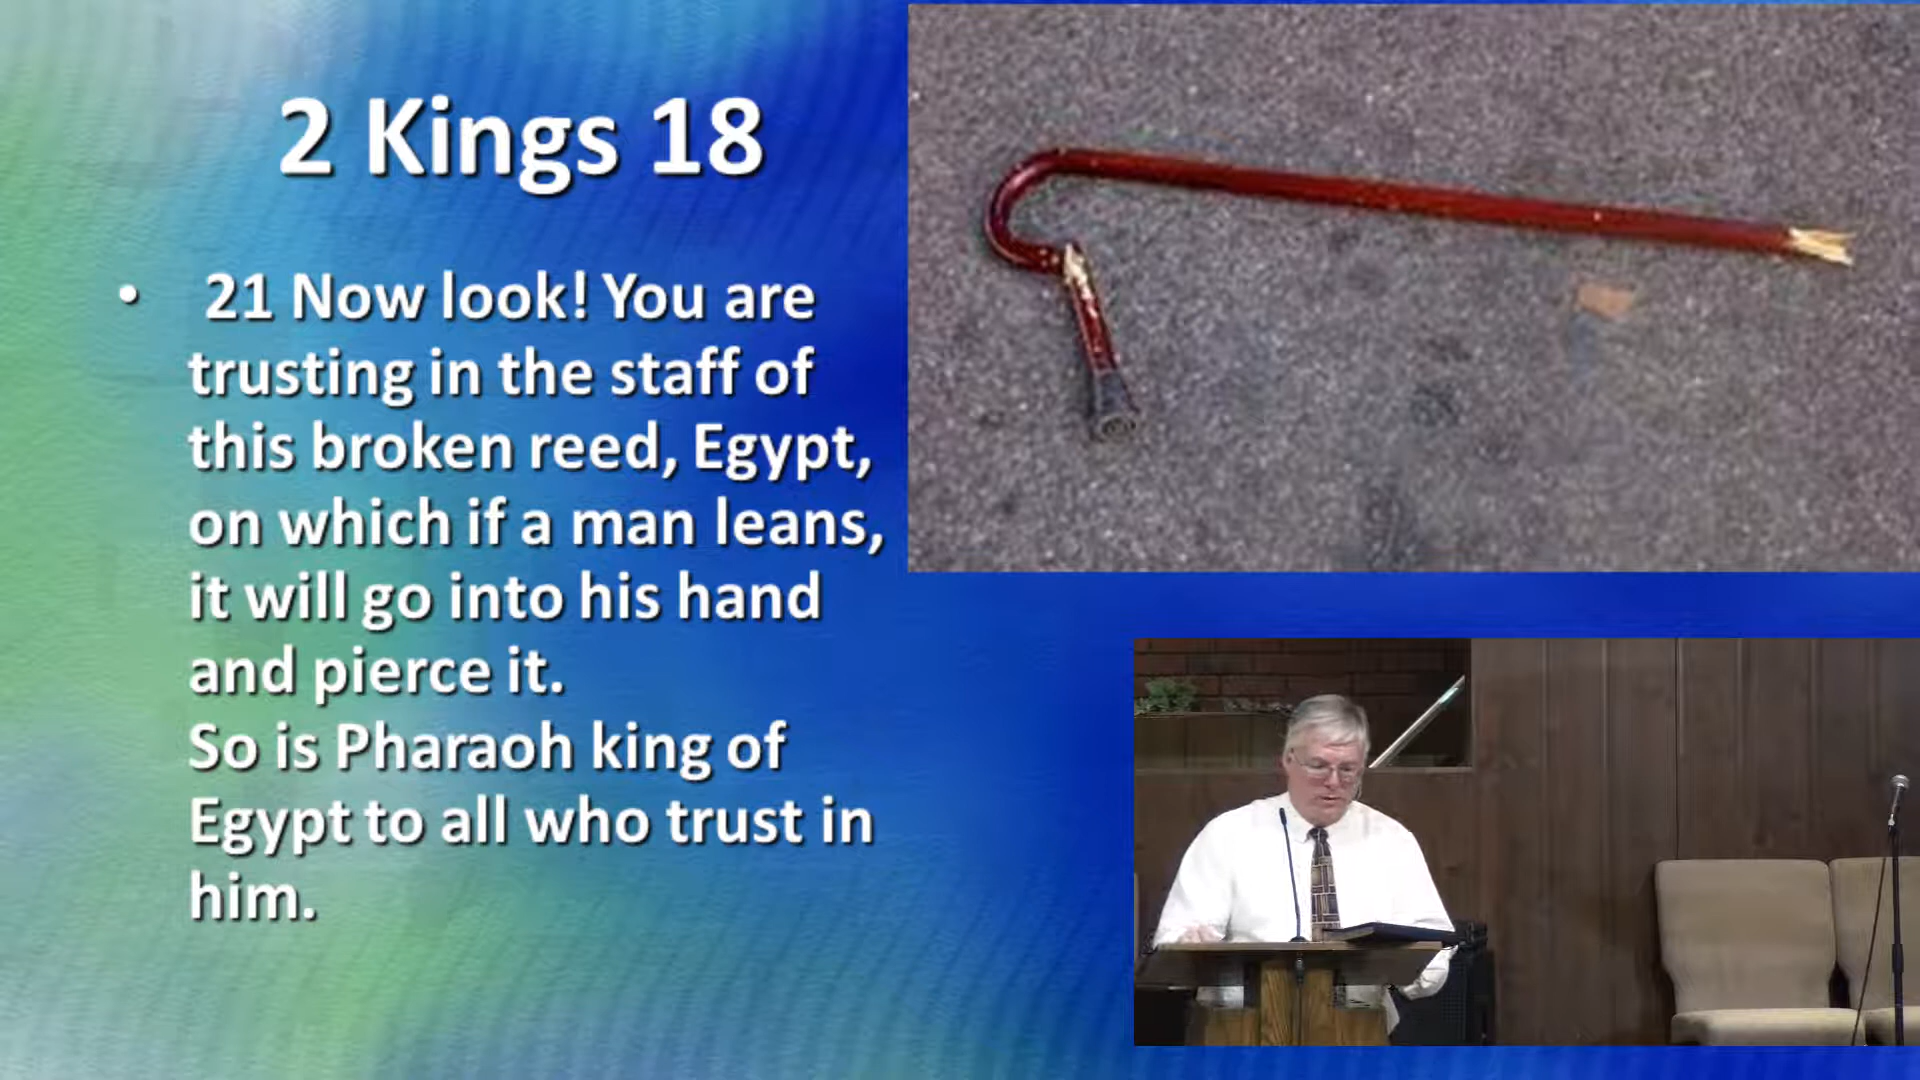 2 Kings 18
• 21 Now look! You are
trusting in the staff of
this broken reed, Egypt,
on which if a man leans,
it will go into his hand
and pierce it.
So is Pharaoh king of
Egypt to all who trust in
him.